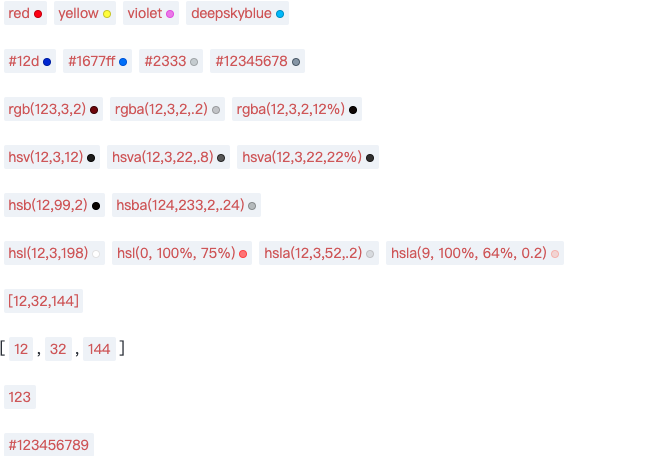 red yellow violet deepskyblue
#12d #1677ff #2333 #12345678
rgb(123,3,2) rgba(12,3,2,.2) rgba(12,3,2,12%)
hsv(12,3,12) hsva(12,3,22,.8) hsva(12,3,22,22%)
hsb(12,99,2) hsba(124,233,2,.24)
hsl(12,3,198) hsl(0, 100%, 75%) hsla(12,3,52,.2) hsla(9, 100%, 64%, 0.2)
[12,32,144]
[ 12 , 32 , 144 ]
123
#123456789